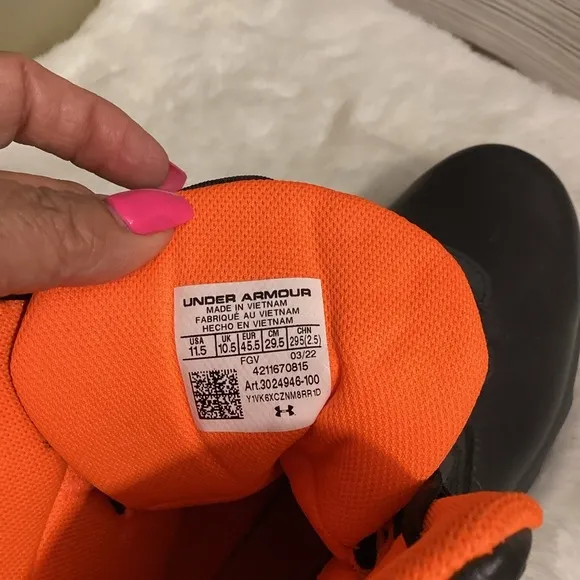 UNDER ARMOUR
MADE IN VIETNAM
FABRIQUÉ AU VIETNAM
HECHO EN VIETNAM
USA UK EUR CM CHN
11.5 10.5 45.5 29.5 295(2.5)
FGV 03/22
4211670815
Art.3024946-100
Y1VK6XCZNM8RR1D